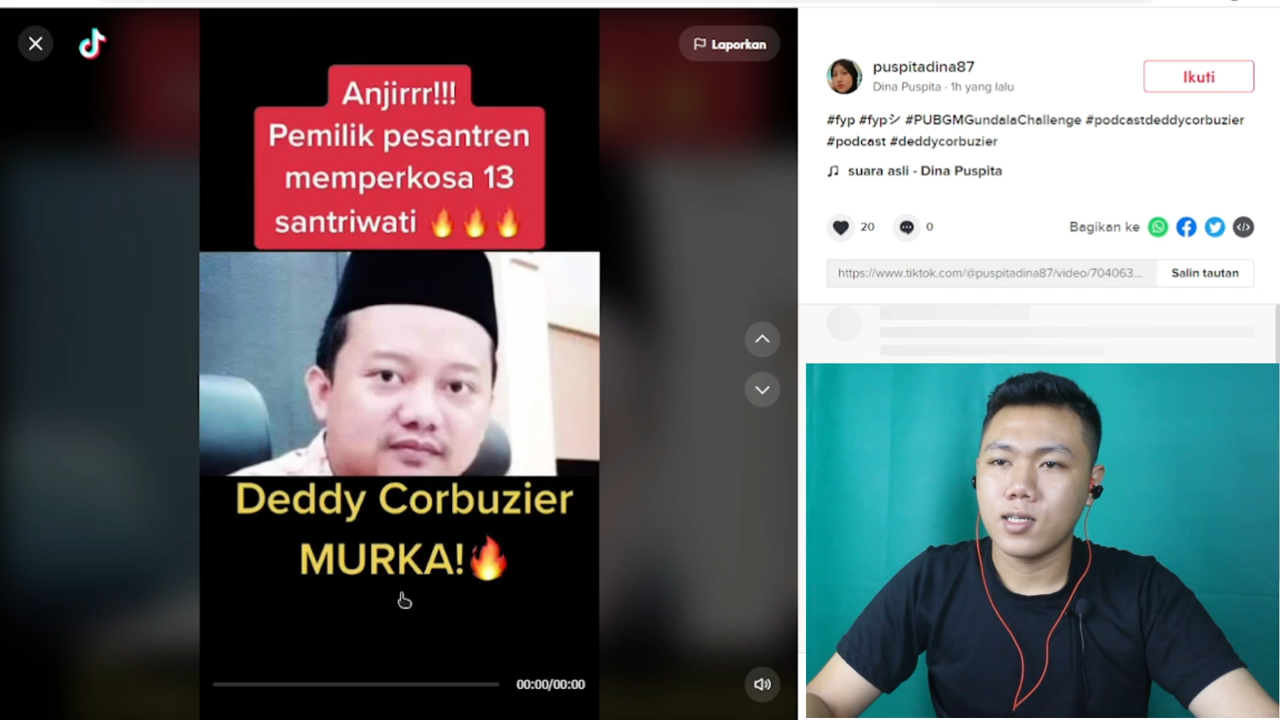 Laporkan
Anjirrr!!!
Pemilik pesantren
memperkosa 13
santriwati 🔥🔥🔥
Deddy Corbuzier
MURKA!🔥
00:00/00:00
puspitadina87
Dina Puspita · 1h yang lalu
Ikuti
#fyp #fypシ #PUBGMGundalaChallenge #podcastdeddycorbuzier
#podcast #deddycorbuzier
♫ suara asli - Dina Puspita
20
0
Bagikan ke
https://www.tiktok.com/@puspitadina87/video/704063...
Salin tautan